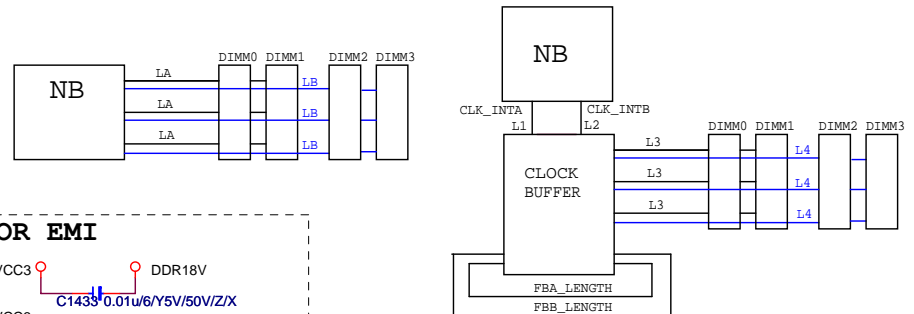 NB
DIMM0 DIMM1 DIMM2 DIMM3
LA
LB
LA
LB
LA
LB
NB
CLK_INTA CLK_INTB
L1 L2
CLOCK
BUFFER
DIMM0 DIMM1 DIMM2 DIMM3
L3
L4
L3
L4
L3
L4
FBA_LENGTH
FBB_LENGTH
OR EMI
VCC3 DDR18V
C1433 0.01u/6/Y5V/50V/Z/X